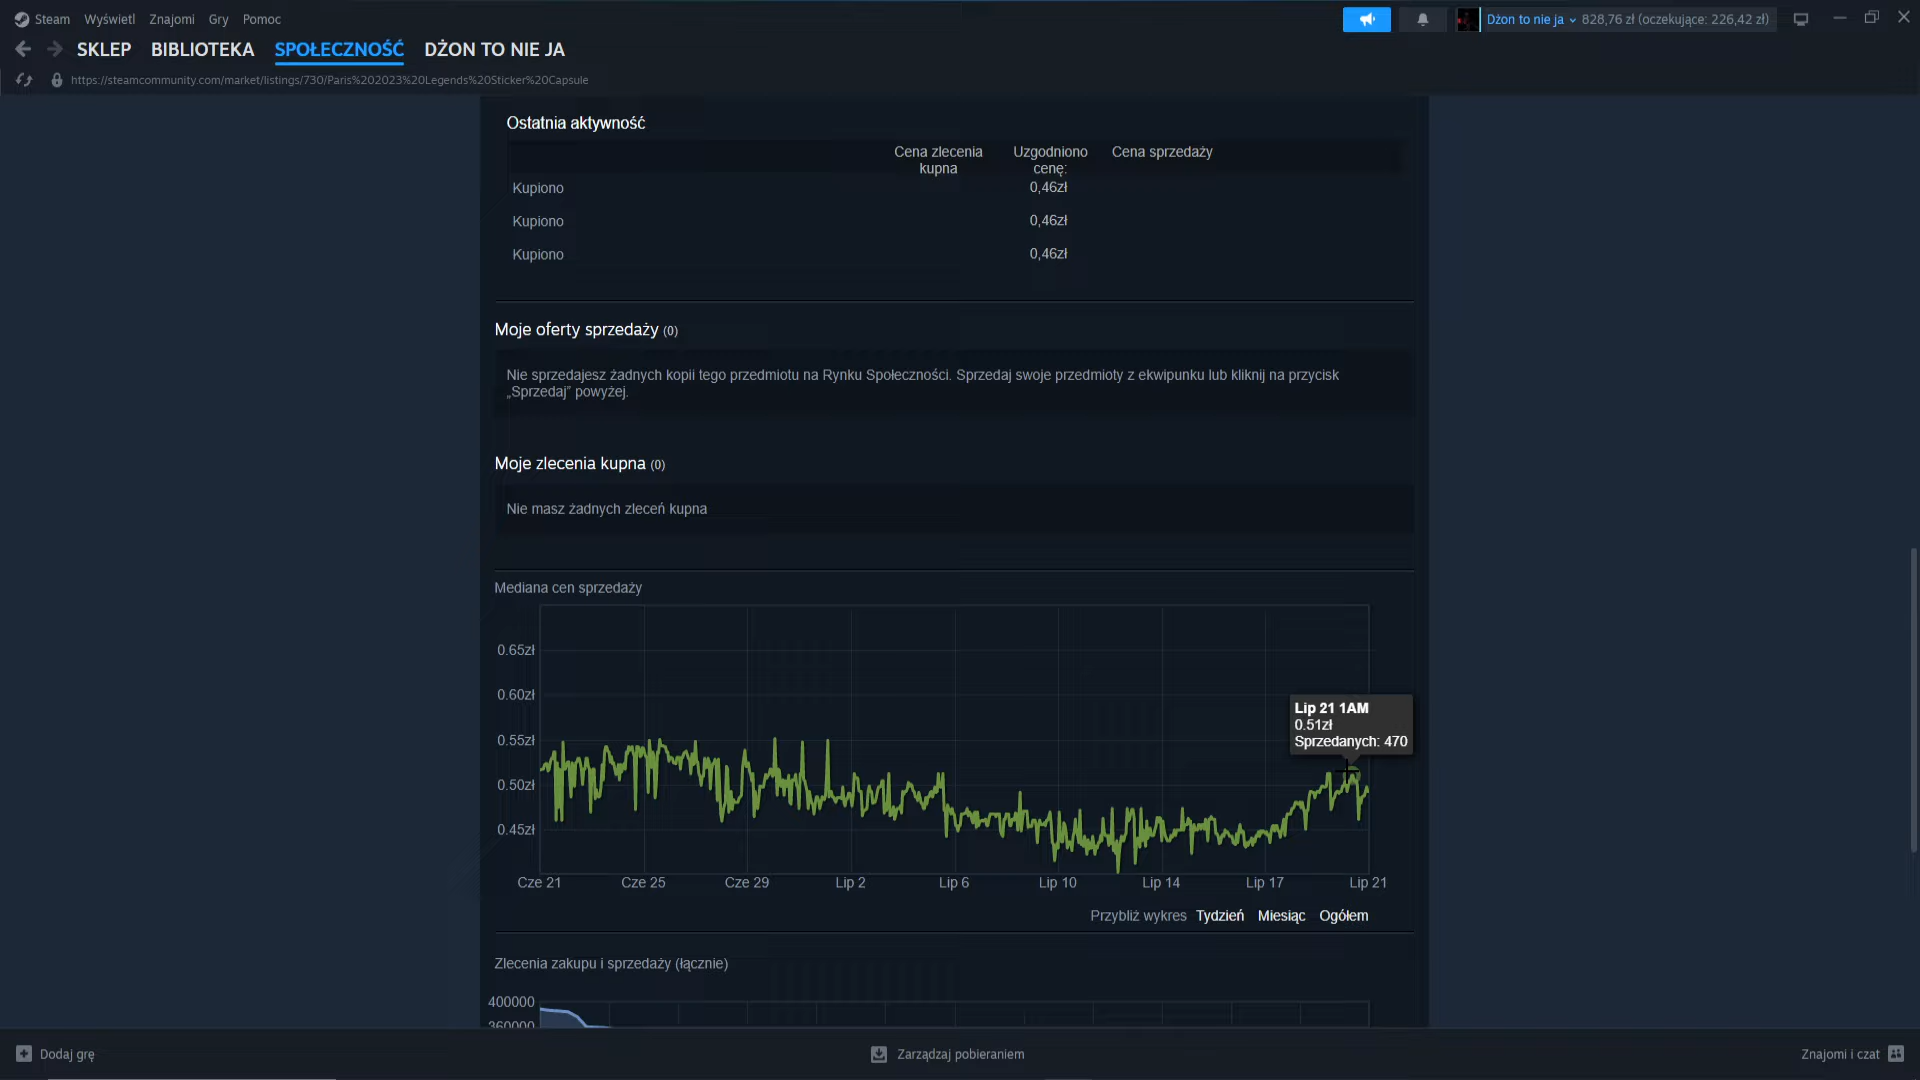 Steam Wyświetl Znajomi Gry Pomoc
Dżon to nie ja 828,76 zł (oczekujące: 226,42 zł)
SKLEP BIBLIOTEKA SPOŁECZNOŚĆ DŻON TO NIE JA
https://steamcommunity.com/market/listings/730/Paris%202023%20Legends%20Sticker%20Capsule
Ostatnia aktywność
Cena zlecenia kupna
Uzgodniono cenę:
Cena sprzedaży
Kupiono 0,46zł
Kupiono 0,46zł
Kupiono 0,46zł
Moje oferty sprzedaży (0)
Nie sprzedajesz żadnych kopii tego przedmiotu na Rynku Społeczności. Sprzedaj swoje przedmioty z ekwipunku lub kliknij na przycisk
„Sprzedaj” powyżej.
Moje zlecenia kupna (0)
Nie masz żadnych zleceń kupna
Mediana cen sprzedaży
0.65zł
0.60zł
0.55zł
0.50zł
0.45zł
Lip 21 1AM
0.51zł
Sprzedanych: 470
Cze 21 Cze 25 Cze 29 Lip 2 Lip 6 Lip 10 Lip 14 Lip 17 Lip 21
Przybliż wykres Tydzień Miesiąc Ogółem
Zlecenia zakupu i sprzedaży (łącznie)
400000
360000
Dodaj grę
Zarządzaj pobieraniem
Znajomi i czat